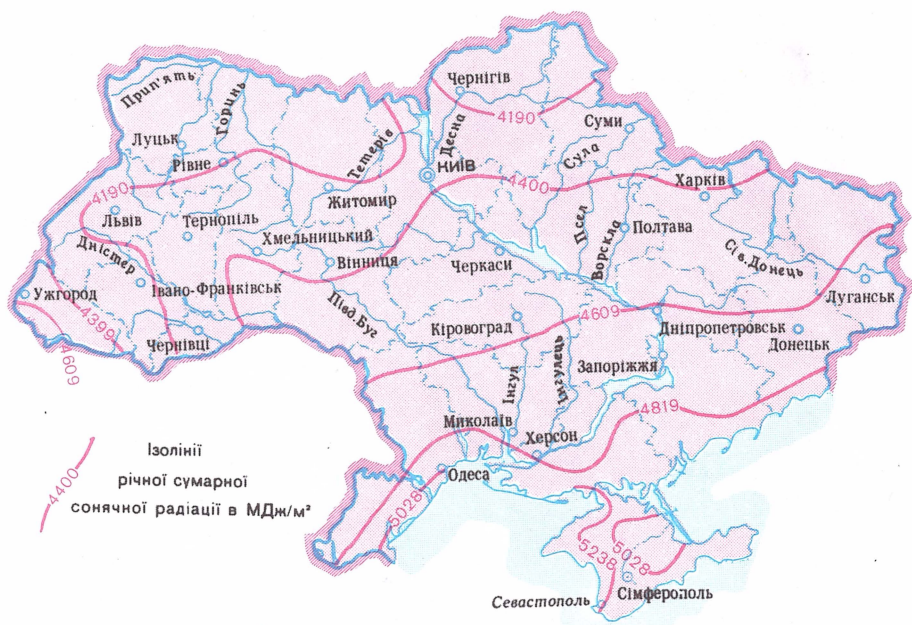 Чернігів
Прип'ять
Горинь
Десна
4190
Суми
Луцьк
Тетерів
Сула
Рівне
КИЇВ
4400
Харків
4190
Житомир
Львів
Тернопіль
Псел
Ворскла
Полтава
Хмельницький
Дністер
Вінниця
Черкаси
Сів. Донець
Ужгород
Івано-Франківськ
Луганськ
Півд. Буг
4399
Кіровоград
4609
Дніпропетровськ
Чернівці
Донецьк
4609
Запоріжжя
Інгул
Інгулець
4819
Миколаїв
Херсон
Ізолінії
4400
річної сумарної
сонячної радіації в МДж/м²
Одеса
5028
5238
5028
Сімферополь
Севастополь